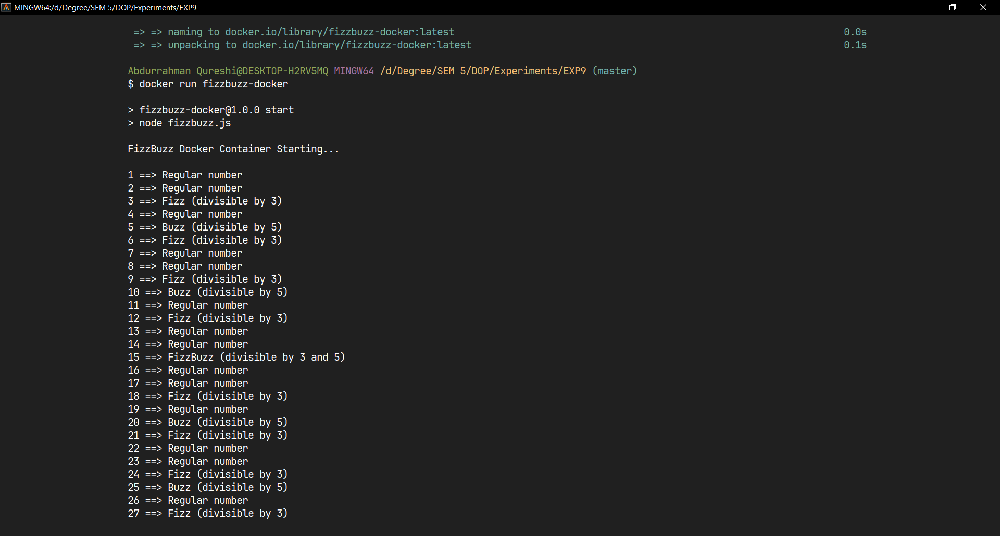 MINGW64:/d/Degree/SEM 5/DOP/Experiments/EXP9
=> => naming to docker.io/library/fizzbuzz-docker:latest 0.0s
=> => unpacking to docker.io/library/fizzbuzz-docker:latest 0.1s
Abdurrahman Qureshi@DESKTOP-H2RV5MQ MINGW64 /d/Degree/SEM 5/DOP/Experiments/EXP9 (master)
$ docker run fizzbuzz-docker
> fizzbuzz-docker@1.0.0 start
> node fizzbuzz.js
FizzBuzz Docker Container Starting...
1 ==> Regular number
2 ==> Regular number
3 ==> Fizz (divisible by 3)
4 ==> Regular number
5 ==> Buzz (divisible by 5)
6 ==> Fizz (divisible by 3)
7 ==> Regular number
8 ==> Regular number
9 ==> Fizz (divisible by 3)
10 ==> Buzz (divisible by 5)
11 ==> Regular number
12 ==> Fizz (divisible by 3)
13 ==> Regular number
14 ==> Regular number
15 ==> FizzBuzz (divisible by 3 and 5)
16 ==> Regular number
17 ==> Regular number
18 ==> Fizz (divisible by 3)
19 ==> Regular number
20 ==> Buzz (divisible by 5)
21 ==> Fizz (divisible by 3)
22 ==> Regular number
23 ==> Regular number
24 ==> Fizz (divisible by 3)
25 ==> Buzz (divisible by 5)
26 ==> Regular number
27 ==> Fizz (divisible by 3)